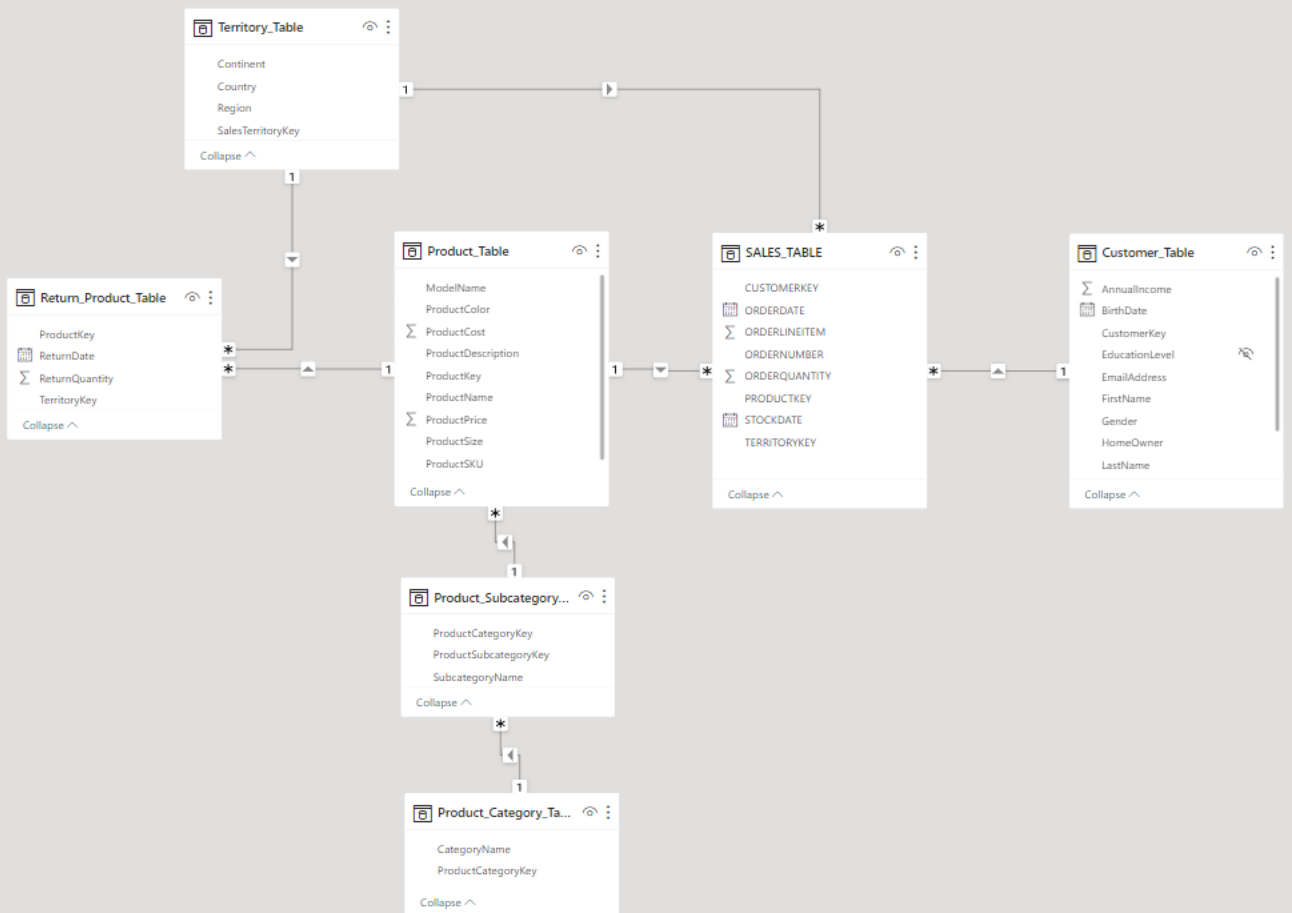 Territory_Table
Continent
Country
Region
SalesTerritoryKey
Collapse
1
*
1
Return_Product_Table
ProductKey
ReturnDate
ReturnQuantity
TerritoryKey
Collapse
*
*
1
Product_Table
ModelName
ProductColor
ProductCost
ProductDescription
ProductKey
ProductName
ProductPrice
ProductSize
ProductSKU
Collapse
1
*
SALES_TABLE
CUSTOMERKEY
ORDERDATE
ORDERLINEITEM
ORDERNUMBER
ORDERQUANTITY
PRODUCTKEY
STOCKDATE
TERRITORYKEY
Collapse
*
1
Customer_Table
AnnualIncome
BirthDate
CustomerKey
EducationLevel
EmailAddress
FirstName
Gender
HomeOwner
LastName
Collapse
*
1
Product_Subcategory...
ProductCategoryKey
ProductSubcategoryKey
SubcategoryName
Collapse
*
1
Product_Category_Ta...
CategoryName
ProductCategoryKey
Collapse